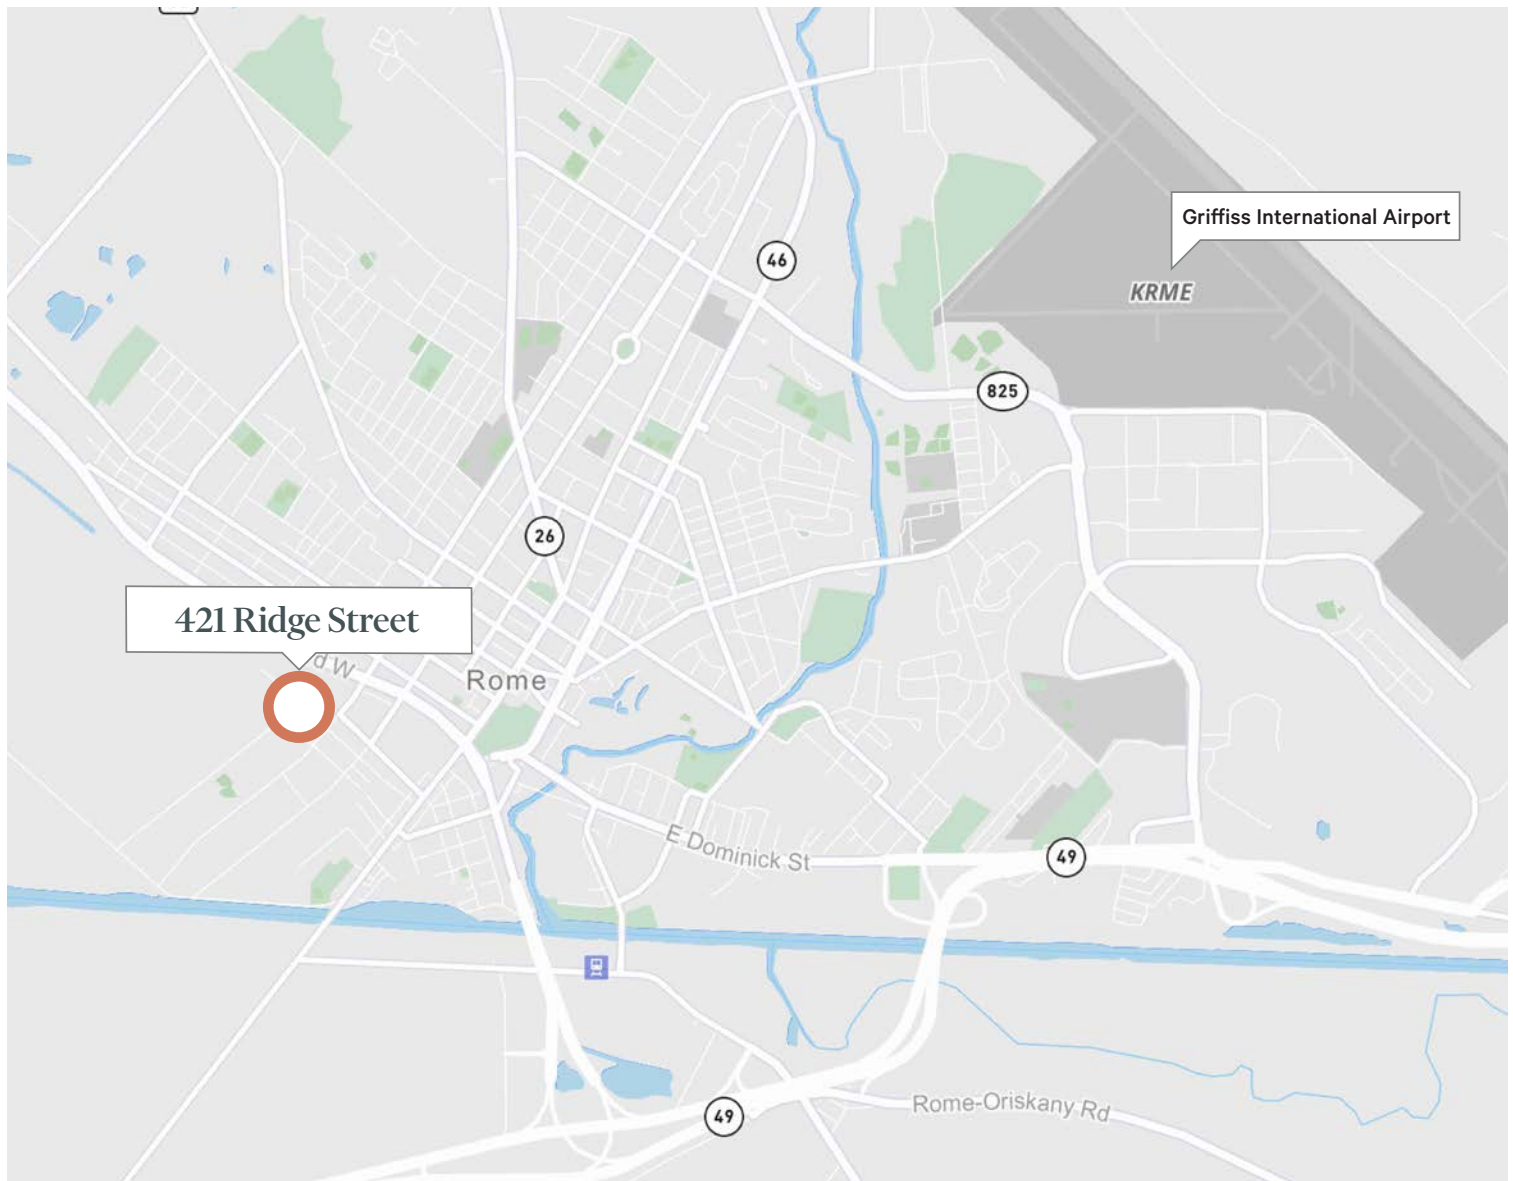 Griffiss International Airport
46
KRME
825
26
421 Ridge Street
d W
Rome
E Dominick St
49
Rome-Oriskany Rd
49